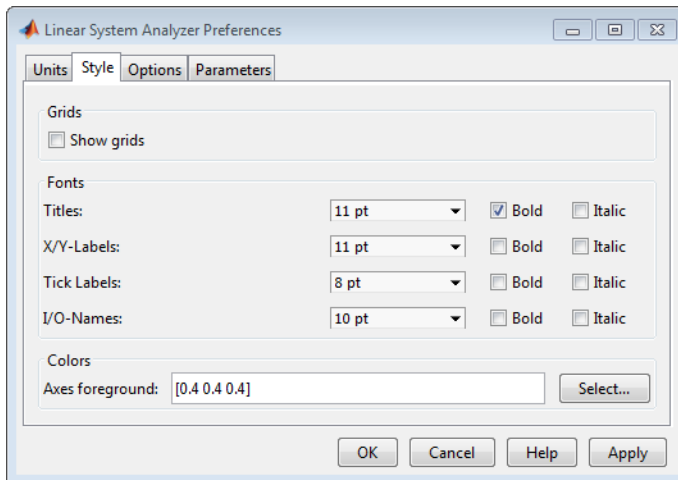 Linear System Analyzer Preferences
Units Style Options Parameters
Grids
Show grids
Fonts
Titles: 11 pt Bold Italic
X/Y-Labels: 11 pt Bold Italic
Tick Labels: 8 pt Bold Italic
I/O-Names: 10 pt Bold Italic
Colors
Axes foreground: [0.4 0.4 0.4] Select...
OK Cancel Help Apply